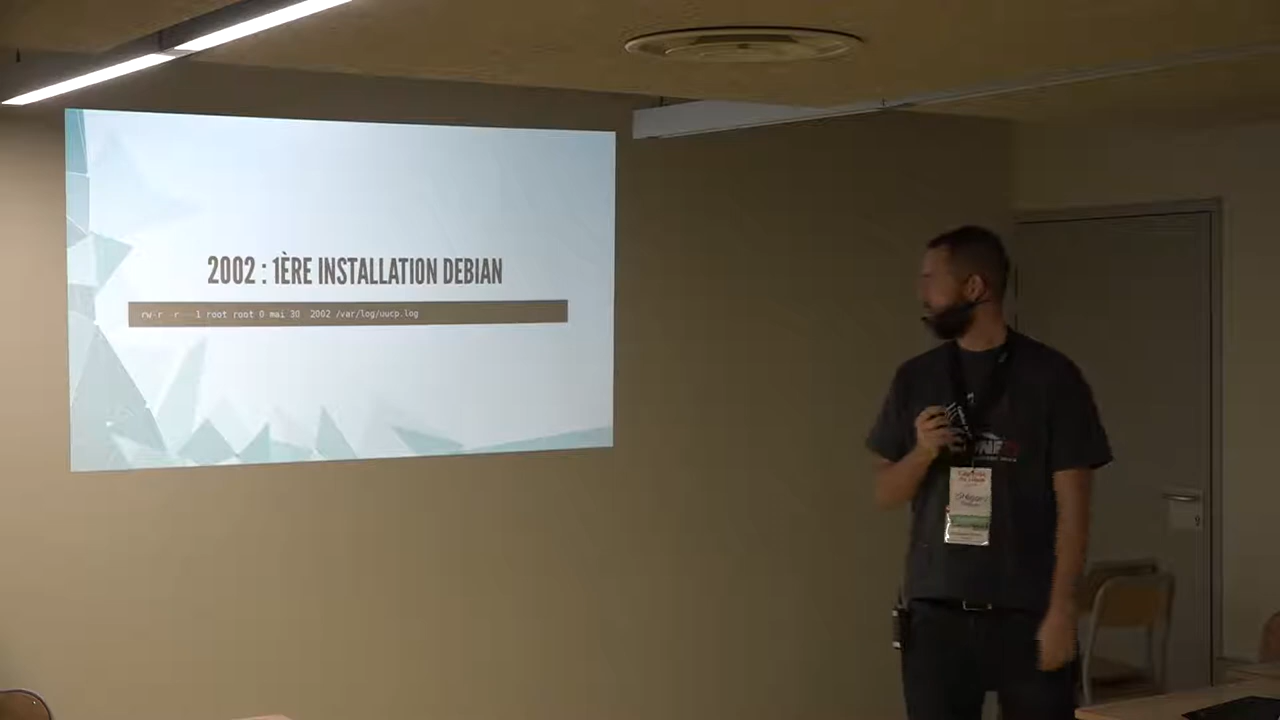 2002 : 1ÈRE INSTALLATION DEBIAN
rw-r--r-- 1 root root 0 mai 30  2002 /var/log/uucp.log